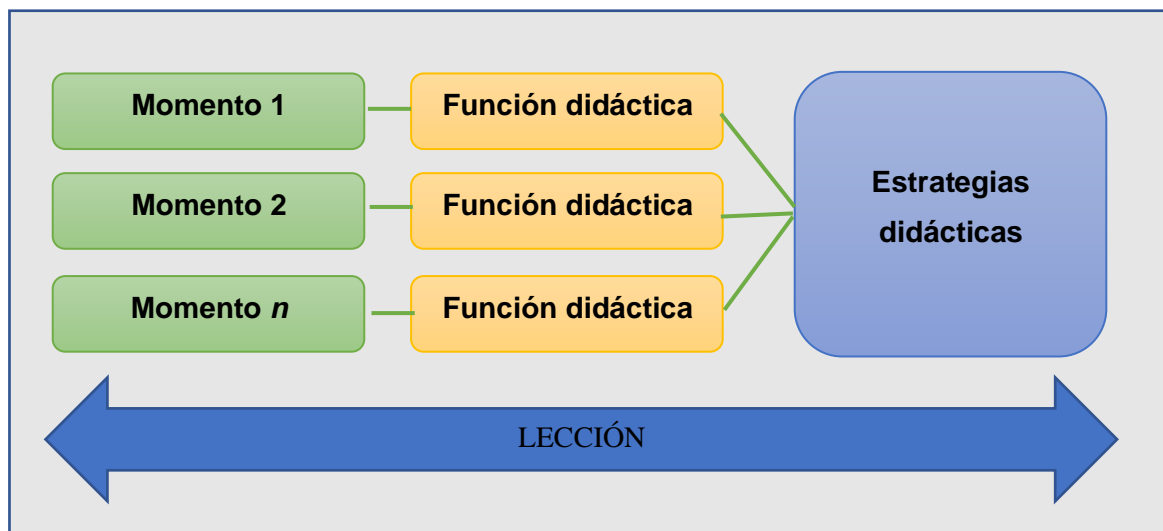 Momento 1
Función didáctica
Momento 2
Función didáctica
Momento n
Función didáctica
Estrategias
didácticas
LECCIÓN